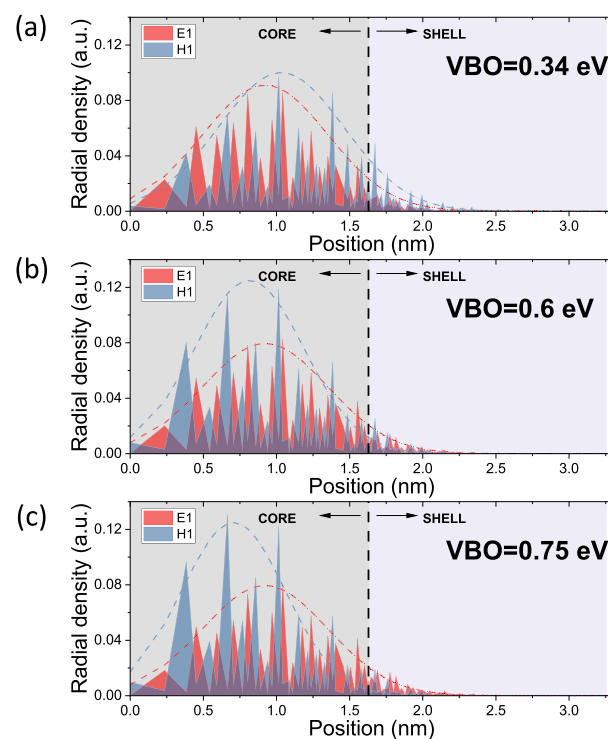 (a)
E1
H1
CORE
SHELL
VBO=0.34 eV
Radial density (a.u.)
0.12
0.08
0.04
0.00
0.0 0.5 1.0 1.5 2.0 2.5 3.0
Position (nm)
(b)
E1
H1
CORE
SHELL
VBO=0.6 eV
Radial density (a.u.)
0.12
0.08
0.04
0.00
0.0 0.5 1.0 1.5 2.0 2.5 3.0
Position (nm)
(c)
E1
H1
CORE
SHELL
VBO=0.75 eV
Radial density (a.u.)
0.12
0.08
0.04
0.00
0.0 0.5 1.0 1.5 2.0 2.5 3.0
Position (nm)